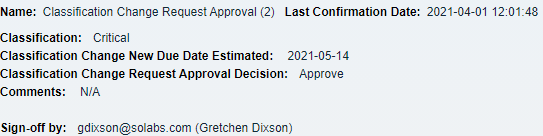 Name: Classification Change Request Approval (2) Last Confirmation Date: 2021-04-01 12:01:48
Classification: Critical
Classification Change New Due Date Estimated: 2021-05-14
Classification Change Request Approval Decision: Approve
Comments: N/A
Sign-off by: gdixson@solabs.com (Gretchen Dixson)